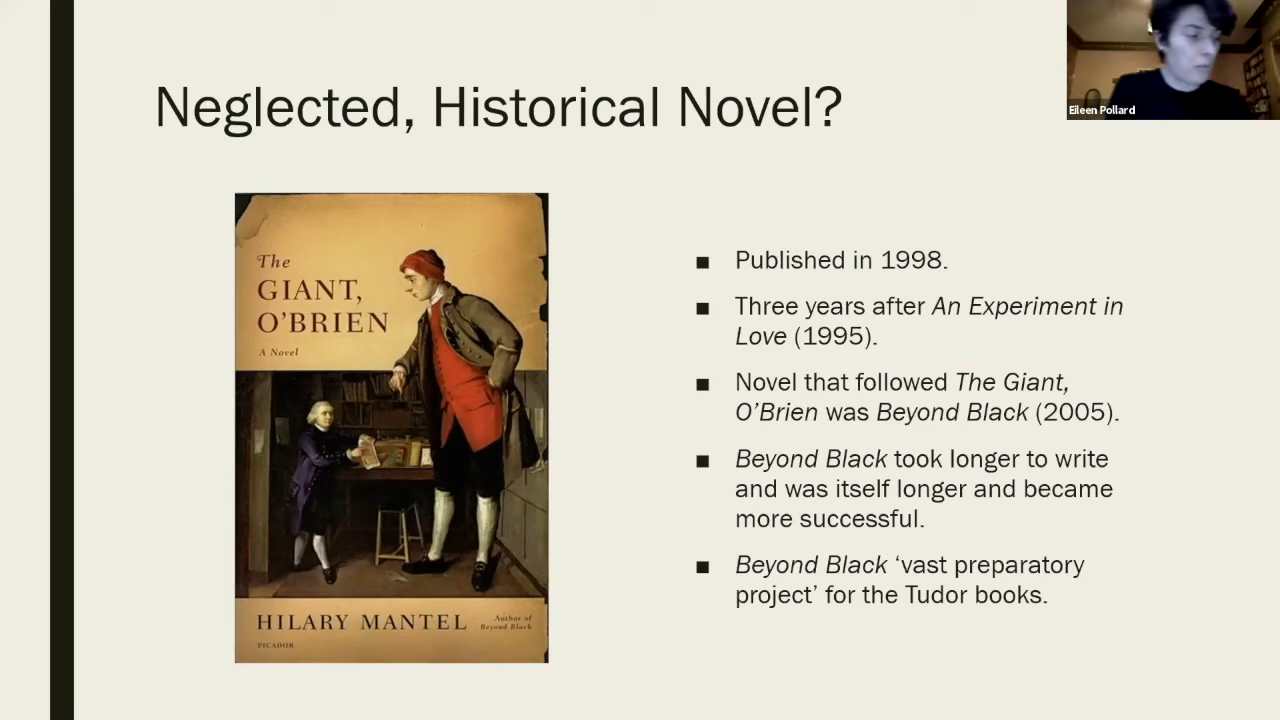 Neglected, Historical Novel?
Eileen Pollard
The
GIANT,
O'BRIEN
A Novel
HILARY MANTEL
Author of
Beyond Black
PICADOR
■ Published in 1998.
■ Three years after An Experiment in
Love (1995).
■ Novel that followed The Giant,
O’Brien was Beyond Black (2005).
■ Beyond Black took longer to write
and was itself longer and became
more successful.
■ Beyond Black ‘vast preparatory
project’ for the Tudor books.